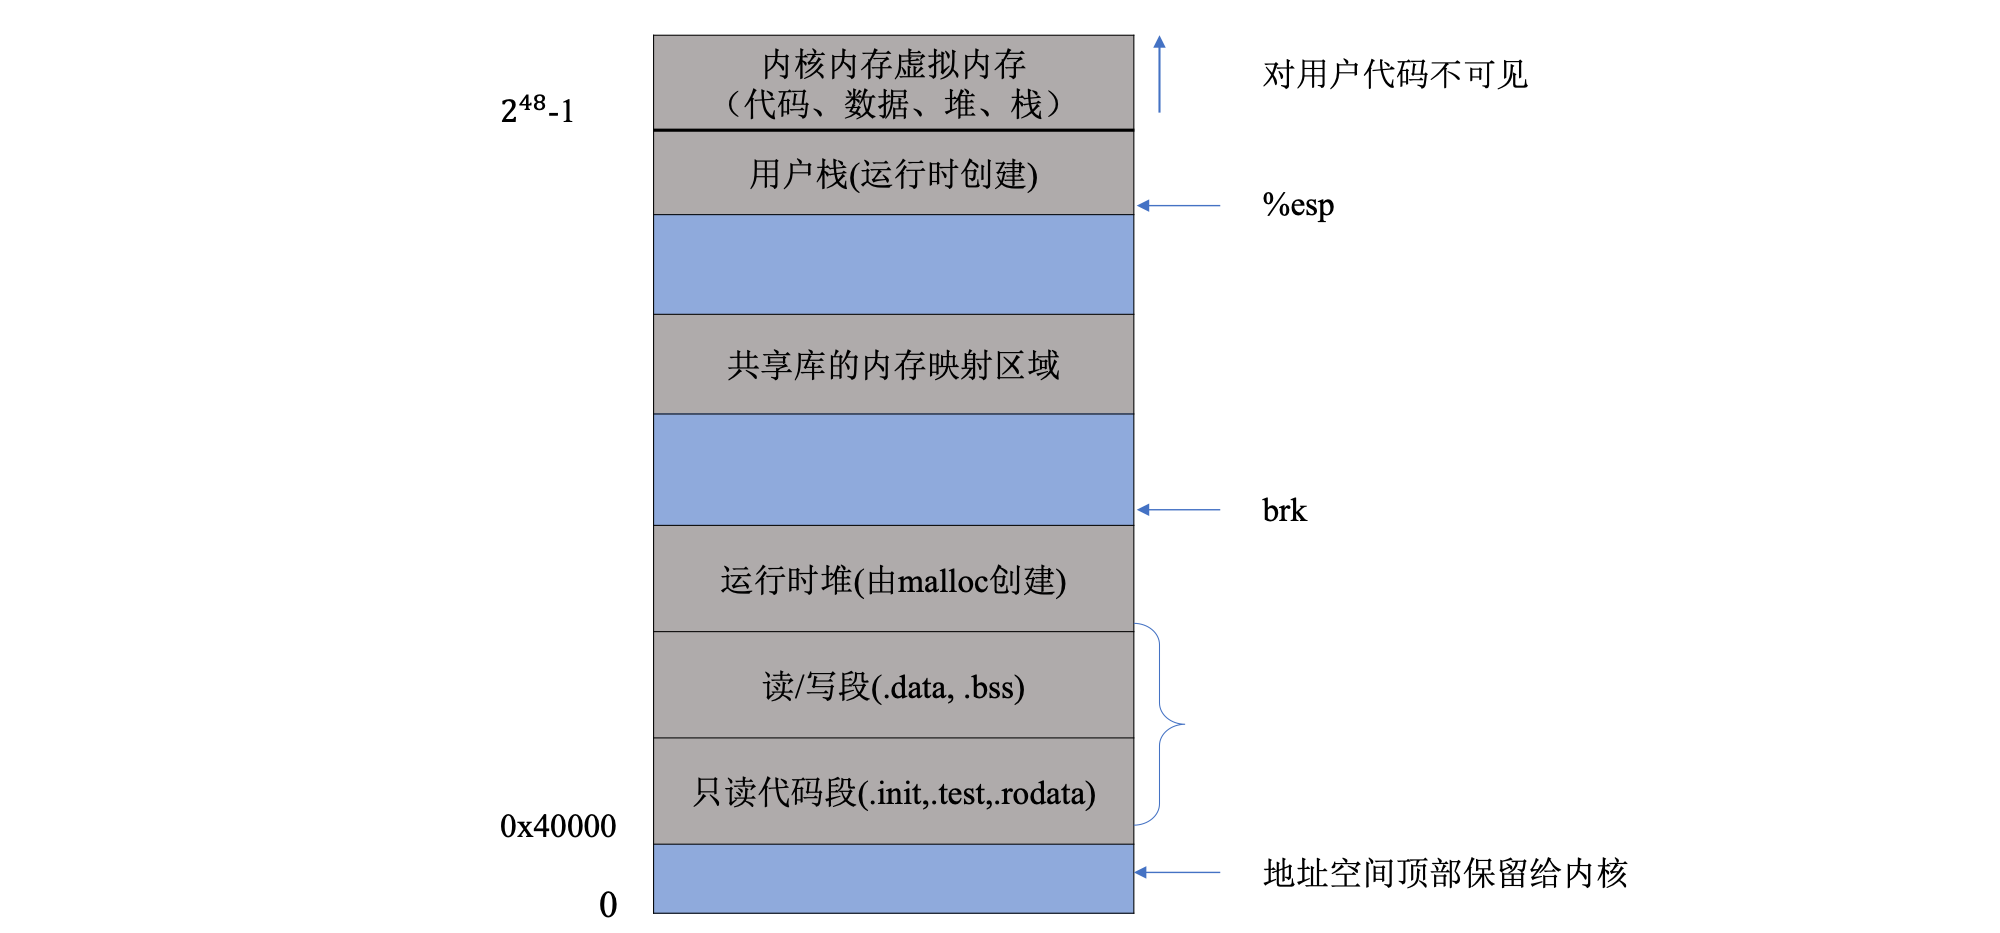 内核内存虚拟内存
（代码、数据、堆、栈）
对用户代码不可见
2^48-1
用户栈(运行时创建)
%esp
共享库的内存映射区域
brk
运行时堆(由malloc创建)
读/写段(.data, .bss)
只读代码段(.init,.test,.rodata)
0x40000
地址空间顶部保留给内核
0